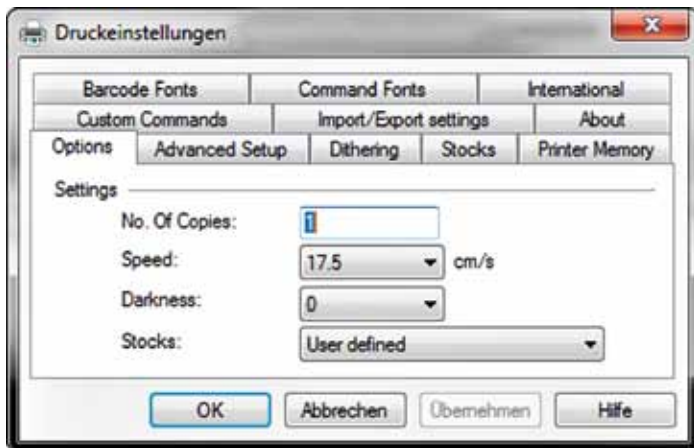 Druckeinstellungen
Barcode Fonts Command Fonts International
Custom Commands Import/Export settings About
Options Advanced Setup Dithering Stocks Printer Memory
Settings
No. Of Copies: 1
Speed: 17.5 cm/s
Darkness: 0
Stocks: User defined
OK Abbrechen Übernehmen Hilfe